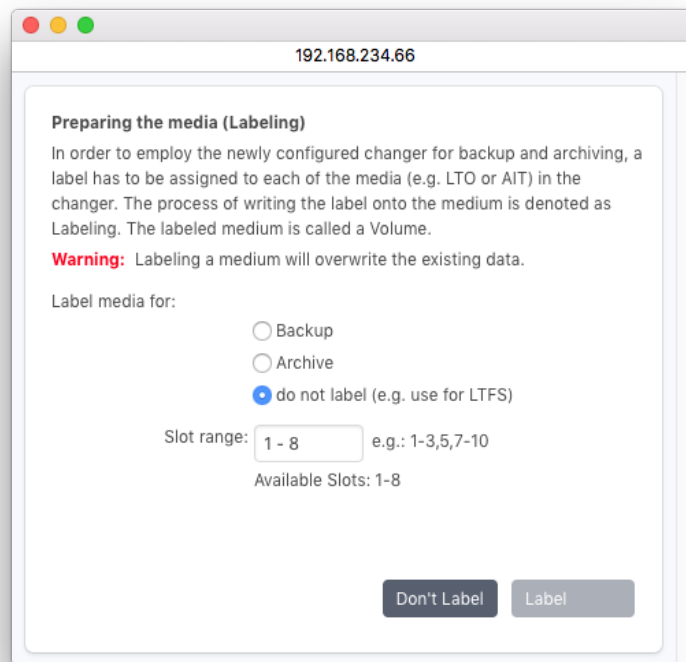 192.168.234.66
Preparing the media (Labeling)
In order to employ the newly configured changer for backup and archiving, a
label has to be assigned to each of the media (e.g. LTO or AIT) in the
changer. The process of writing the label onto the medium is denoted as
Labeling. The labeled medium is called a Volume.
Warning: Labeling a medium will overwrite the existing data.
Label media for:
Backup
Archive
do not label (e.g. use for LTFS)
Slot range: 1 - 8 e.g.: 1-3,5,7-10
Available Slots: 1-8
Don't Label Label